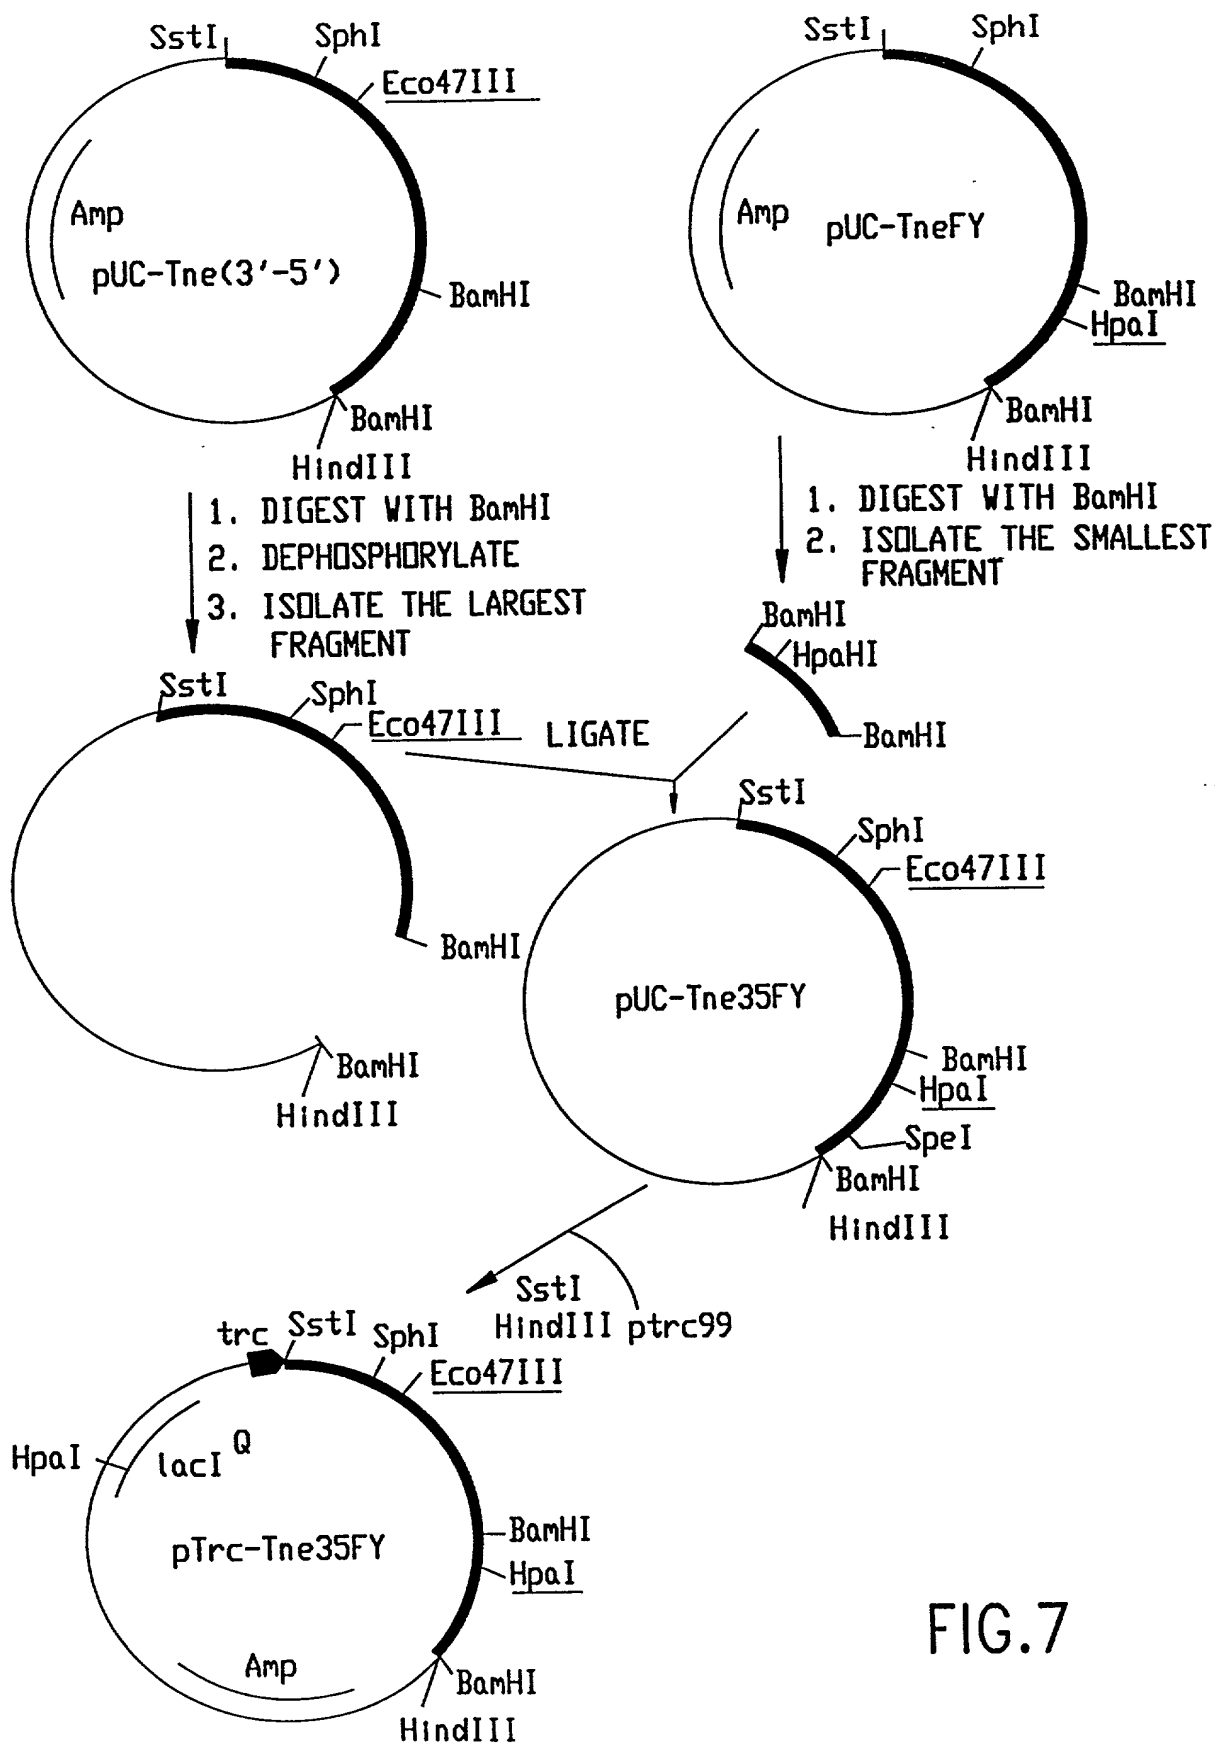 SstI
SphI
Eco47III
Amp
pUC-Tne(3'-5')
BamHI
BamHI
HindIII
SstI
SphI
Amp
pUC-TneFY
BamHI
HpaI
BamHI
HindIII
1. DIGEST WITH BamHI
2. DEPHOSPHORYLATE
3. ISOLATE THE LARGEST
FRAGMENT
1. DIGEST WITH BamHI
2. ISOLATE THE SMALLEST
FRAGMENT
BamHI
HpaHI
BamHI
SstI
SphI
Eco47III
LIGATE
BamHI
BamHI
HindIII
SstI
SphI
Eco47III
pUC-Tne35FY
BamHI
HpaI
SpeI
BamHI
HindIII
SstI
HindIII ptrc99
trc
SstI
SphI
Eco47III
HpaI
lacI Q
pTrc-Tne35FY
BamHI
HpaI
Amp
BamHI
HindIII
FIG.7